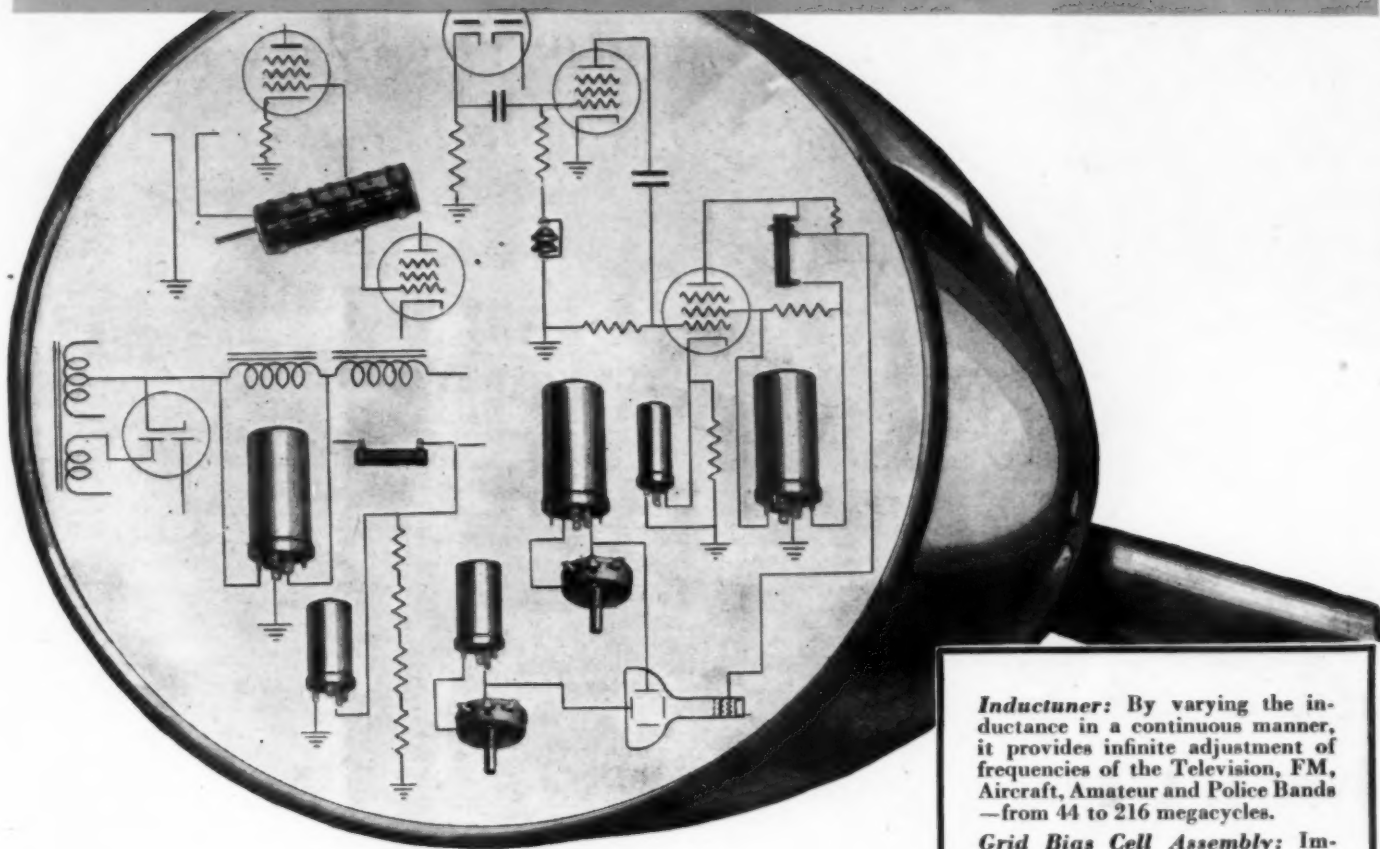 Inductuner: By varying the in-
ductance in a continuous manner,
it provides infinite adjustment of
frequencies of the Television, FM,
Aircraft, Amateur and Police Bands
—from 44 to 216 megacycles.
Grid Bias Cell Assembly: Im-